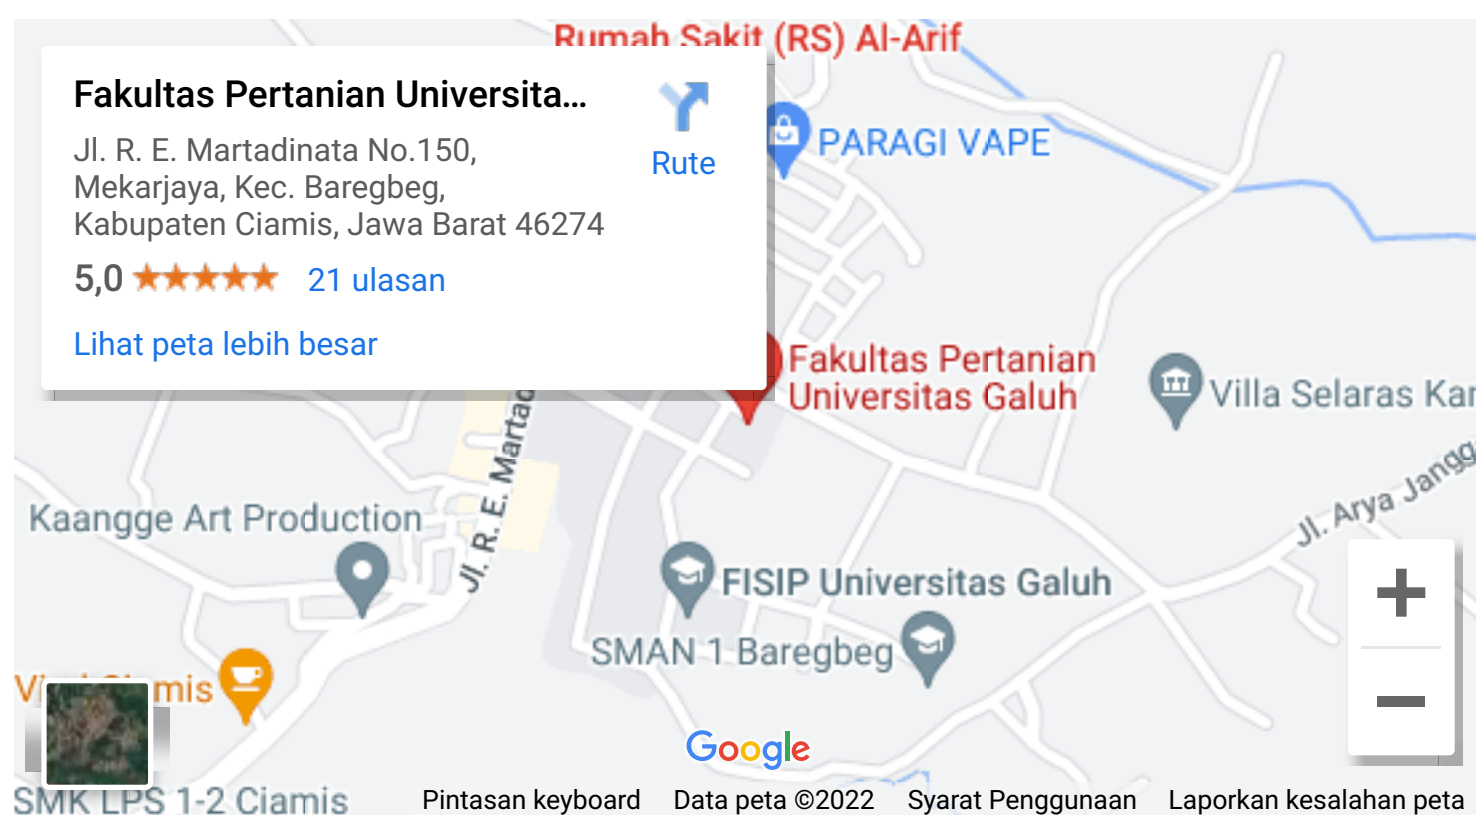 Rumah Sakit (RS) Al-Arif
Fakultas Pertanian Universita...
Jl. R. E. Martadinata No.150,
Mekarjaya, Kec. Baregbeg,
Kabupaten Ciamis, Jawa Barat 46274
5,0
21 ulasan
Lihat peta lebih besar
Rute
PARAGI VAPE
Fakultas Pertanian
Universitas Galuh
Villa Selaras Kar
Jl. R. E. Martad
Jl. Arya Jangg
Kaangge Art Production
FISIP Universitas Galuh
SMAN 1 Baregbeg
mis
Google
SMK LPS 1-2 Ciamis
Pintasan keyboard
Data peta ©2022
Syarat Penggunaan
Laporkan kesalahan peta